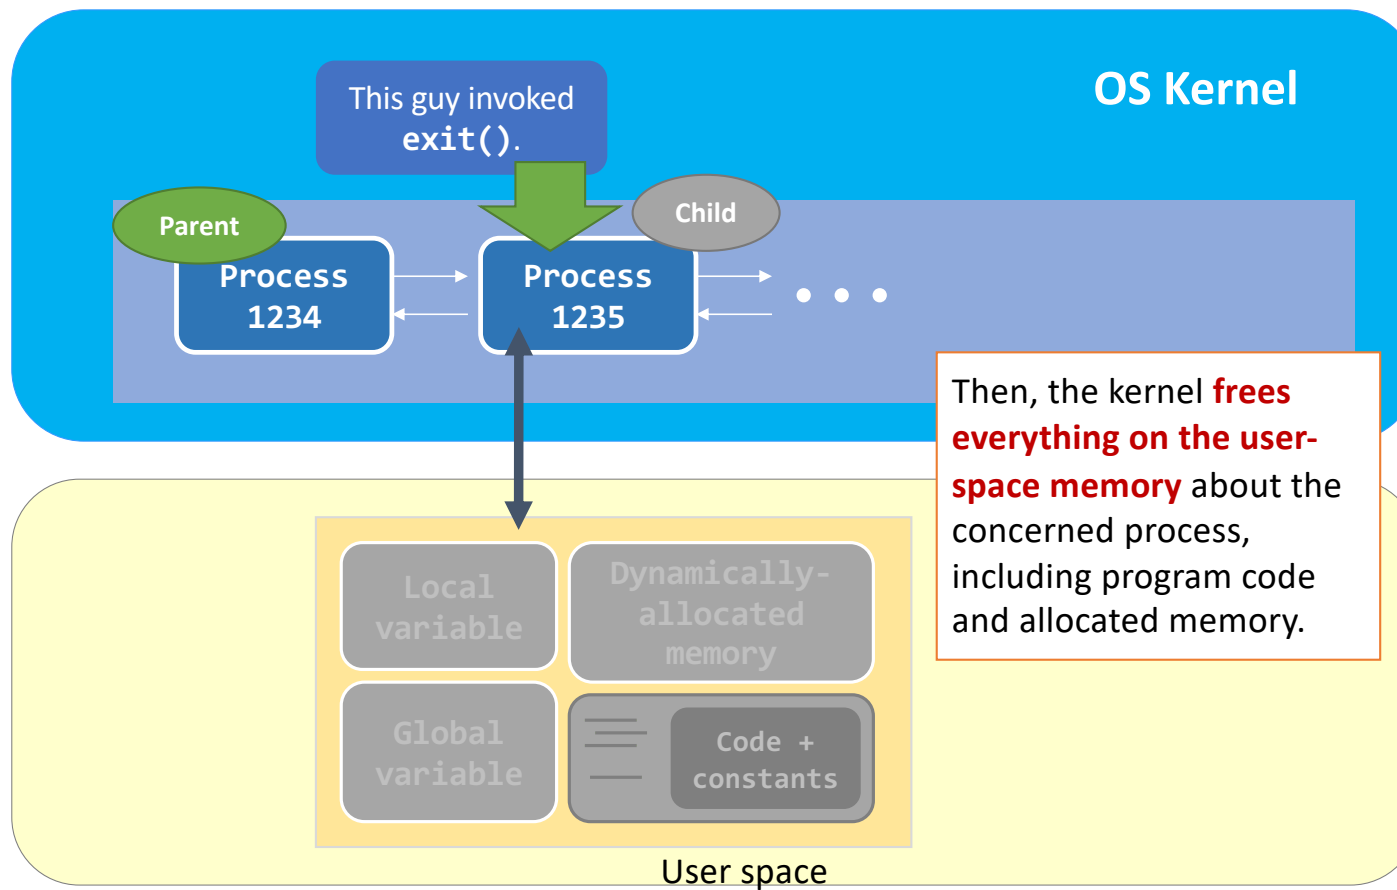 OS Kernel
This guy invoked
exit().
Parent
Child
Process
1234
Process
1235
Then, the kernel frees
everything on the user-
space memory about the
concerned process,
including program code
and allocated memory.
Local
variable
Dynamically-
allocated
memory
Global
variable
Code +
constants
User space